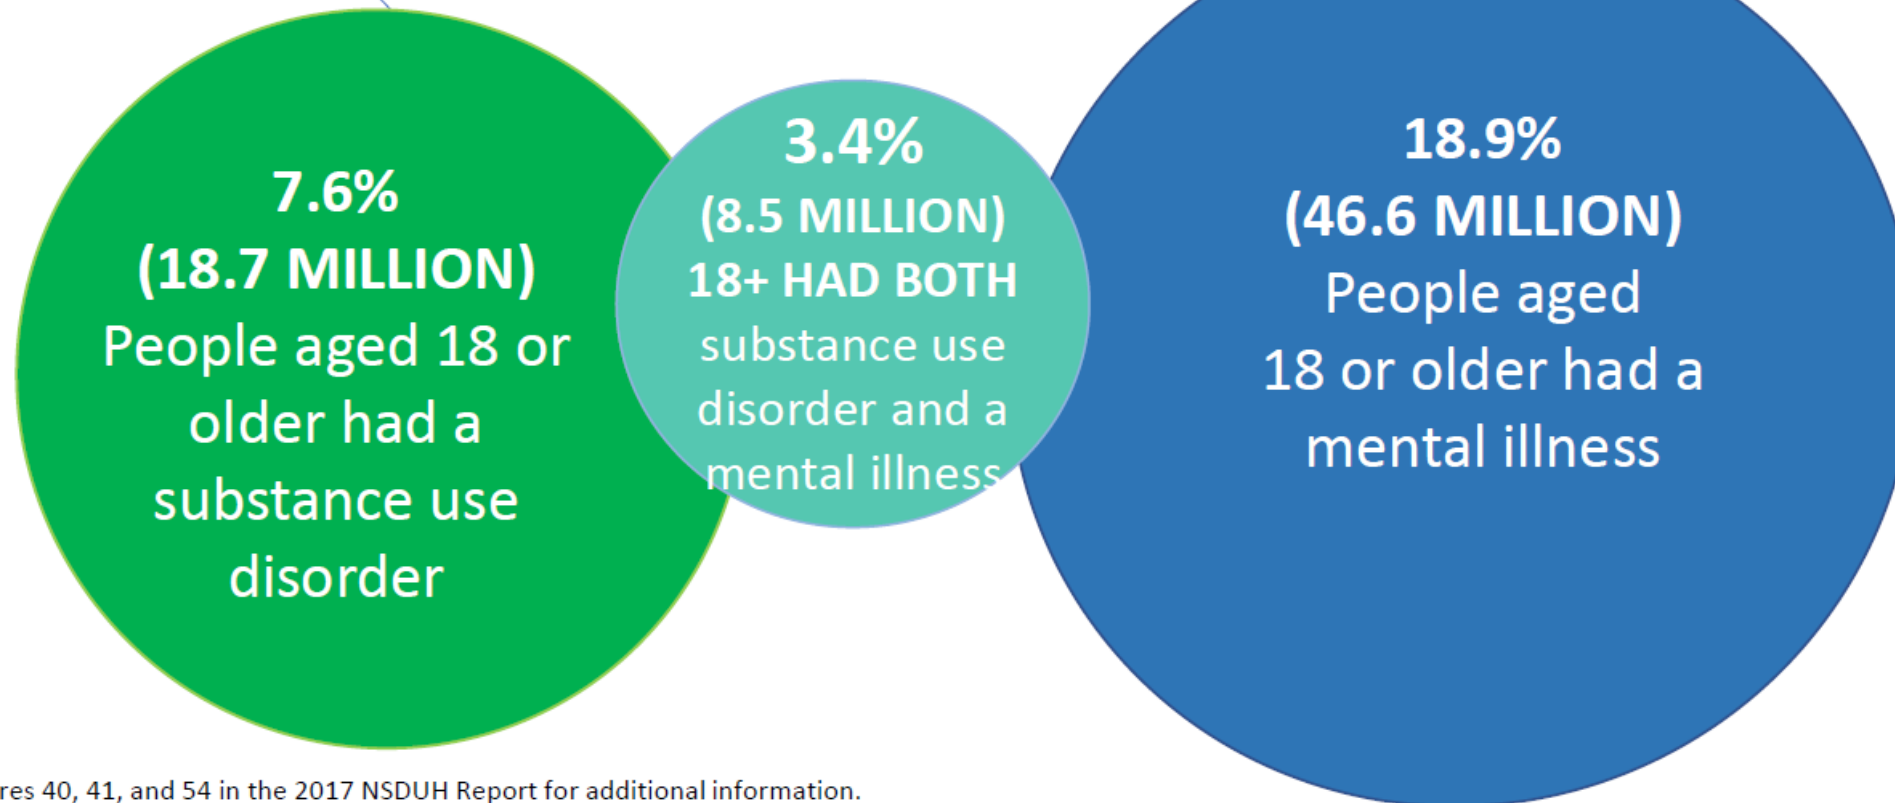 7.6%
(18.7 MILLION)
People aged 18 or
older had a
substance use
disorder
3.4%
(8.5 MILLION)
18+ HAD BOTH
substance use
disorder and a
mental illness
18.9%
(46.6 MILLION)
People aged
18 or older had a
mental illness
res 40, 41, and 54 in the 2017 NSDUH Report for additional information.